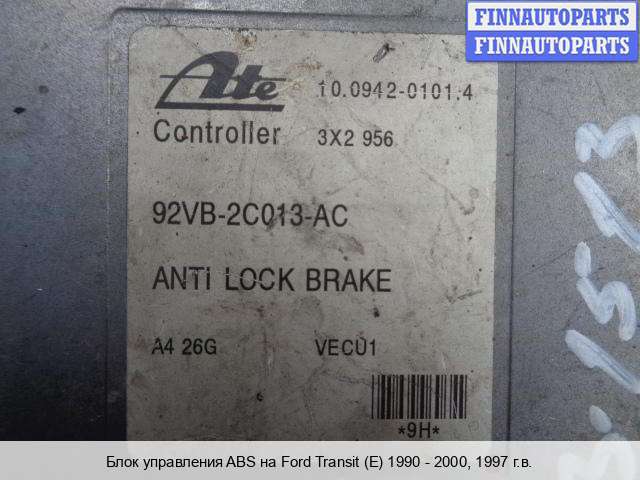 FINNAUTOPARTS
FINNAUTOPARTS
Ate
10.0942-0101.4
Controller 3X2 956
92VB-2C013-AC
ANTI LOCK BRAKE
A4 26G VECU1
*9H*
Блок управления ABS на Ford Transit (E) 1990 - 2000, 1997 г.в.